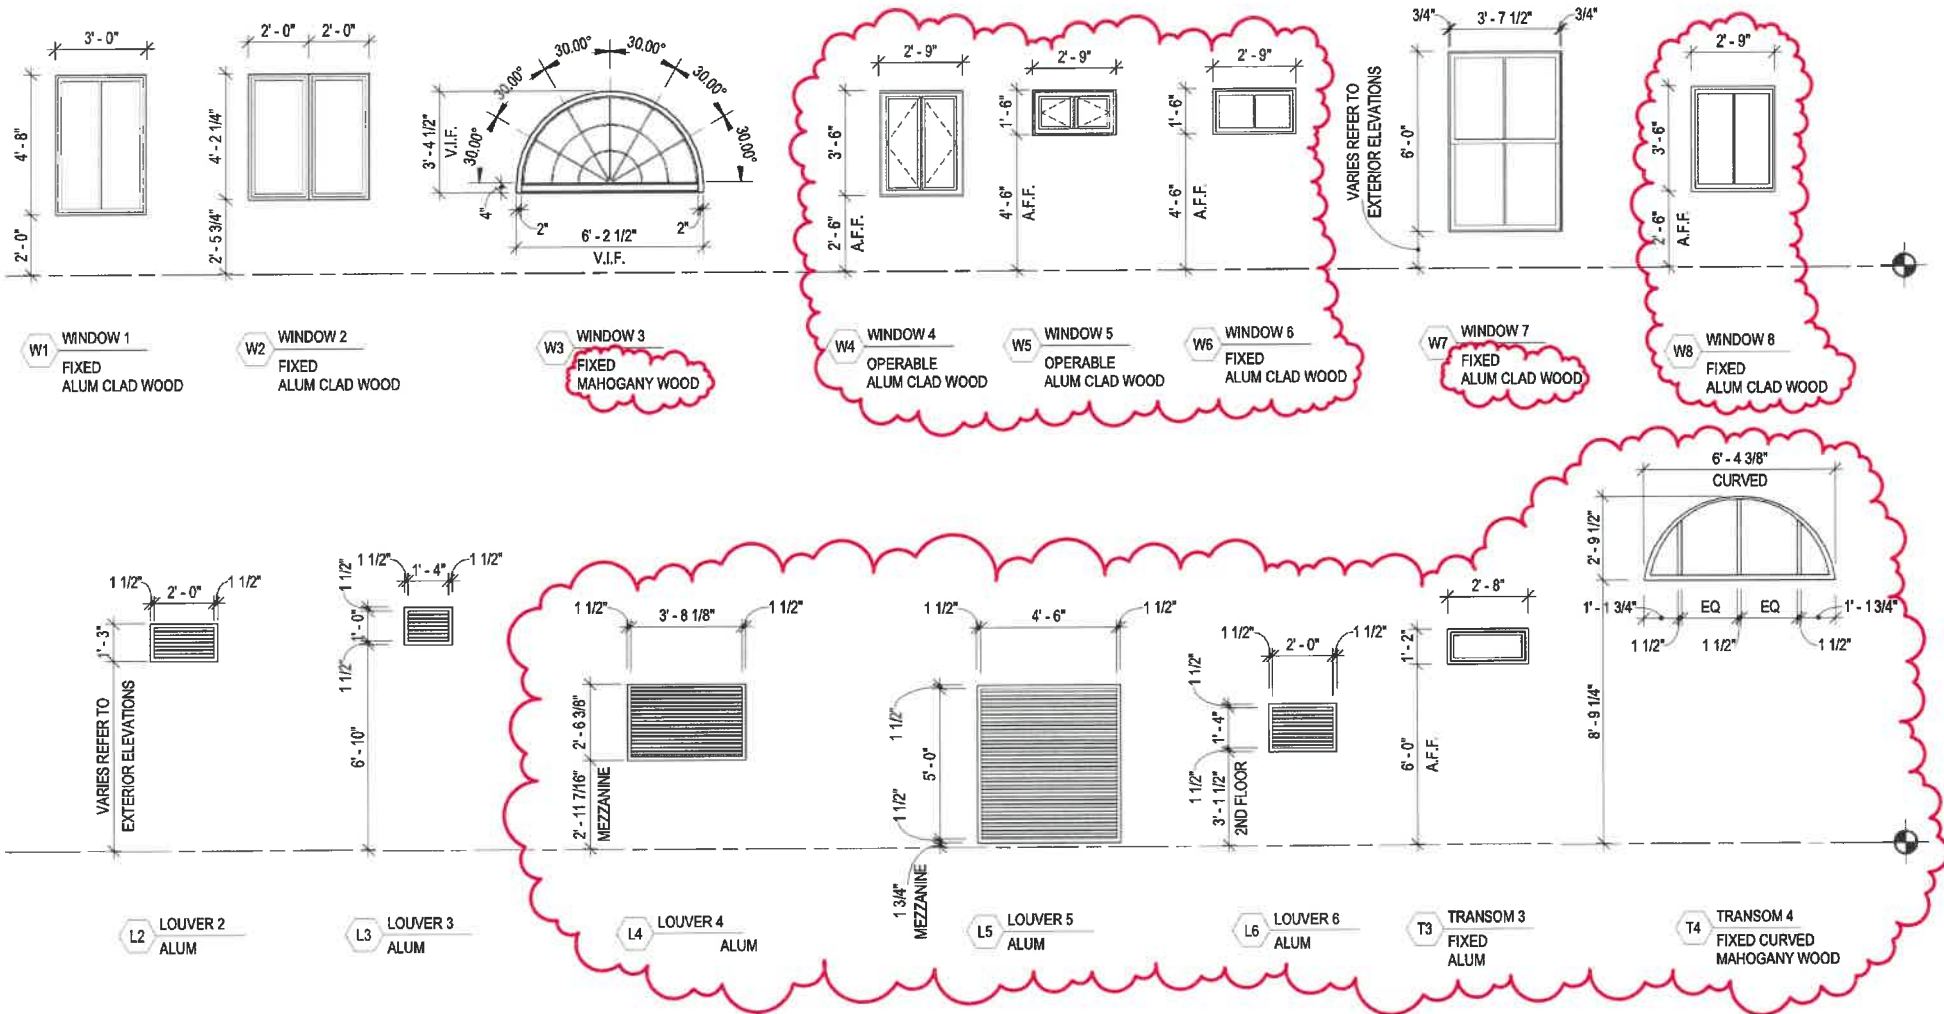 3' - 0"
4' - 8"
2' - 0"
W1
WINDOW 1
FIXED
ALUM CLAD WOOD
2' - 0"
2' - 0"
4' - 2 1/4"
2' - 5 3/4"
W2
WINDOW 2
FIXED
ALUM CLAD WOOD
30.00°
30.00°
30.00°
30.00°
30.00°
30.00°
3' - 4 1/2"
V.I.F.
4"
2"
2"
6' - 2 1/2"
V.I.F.
W3
WINDOW 3
FIXED
MAHOGANY WOOD
2' - 9"
3' - 6"
2' - 6"
A.F.F.
W4
WINDOW 4
OPERABLE
ALUM CLAD WOOD
2' - 9"
1' - 6"
4' - 6"
A.F.F.
W5
WINDOW 5
OPERABLE
ALUM CLAD WOOD
2' - 9"
1' - 6"
4' - 6"
A.F.F.
W6
WINDOW 6
FIXED
ALUM CLAD WOOD
3/4"
3' - 7 1/2"
3/4"
6' - 0"
VARIES REFER TO
EXTERIOR ELEVATIONS
W7
WINDOW 7
FIXED
ALUM CLAD WOOD
2' - 9"
3' - 6"
2' - 6"
A.F.F.
W8
WINDOW 8
FIXED
ALUM CLAD WOOD
1 1/2"
2' - 0"
1 1/2"
1' - 3"
VARIES REFER TO
EXTERIOR ELEVATIONS
L2
LOUVER 2
ALUM
1 1/2"
1' - 4"
1 1/2"
1 1/2"
1' - 0"
1 1/2"
6' - 10"
L3
LOUVER 3
ALUM
1 1/2"
3' - 8 1/8"
1 1/2"
2' - 6 3/8"
2' - 11 7/16"
MEZZANINE
L4
LOUVER 4
ALUM
1 1/2"
4' - 6"
1 1/2"
1 1/2"
5' - 0"
1 1/2"
1 3/4"
MEZZANINE
L5
LOUVER 5
ALUM
1 1/2"
2' - 0"
1 1/2"
1 1/2"
1' - 4"
1 1/2"
3' - 1 1/2"
2ND FLOOR
L6
LOUVER 6
ALUM
2' - 8"
1' - 2"
6' - 0"
A.F.F.
T3
TRANSOM 3
FIXED
ALUM
6' - 4 3/8"
CURVED
2' - 9 1/2"
1' - 1 3/4"
EQ
EQ
1' - 1 3/4"
1 1/2"
1 1/2"
1 1/2"
8' - 9 1/4"
T4
TRANSOM 4
FIXED CURVED
MAHOGANY WOOD